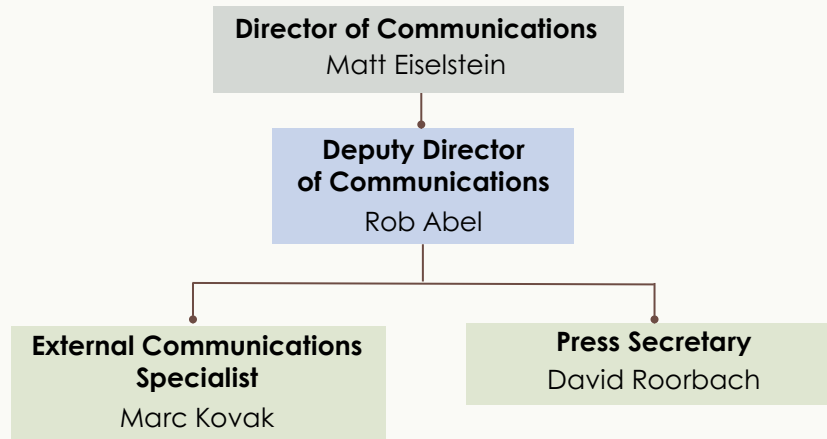 Director of Communications
Matt Eiselstein
Deputy Director
of Communications
Rob Abel
External Communications
Specialist
Marc Kovak
Press Secretary
David Roorbach